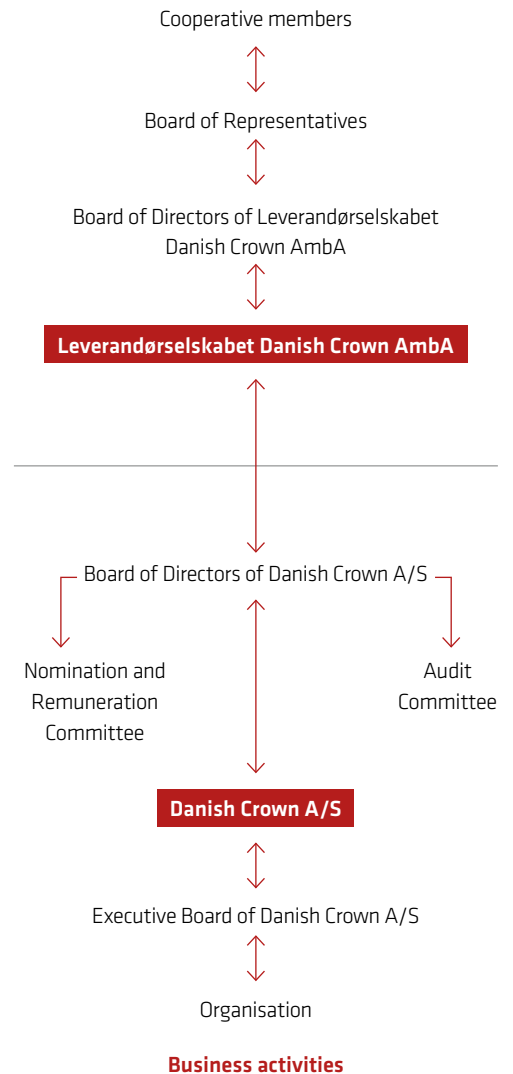 Cooperative members
Board of Representatives
Board of Directors of Leverandørselskabet
Danish Crown AmbA
Leverandørselskabet Danish Crown AmbA
Board of Directors of Danish Crown A/S
Nomination and
Remuneration
Committee
Audit
Committee
Danish Crown A/S
Executive Board of Danish Crown A/S
Organisation
Business activities